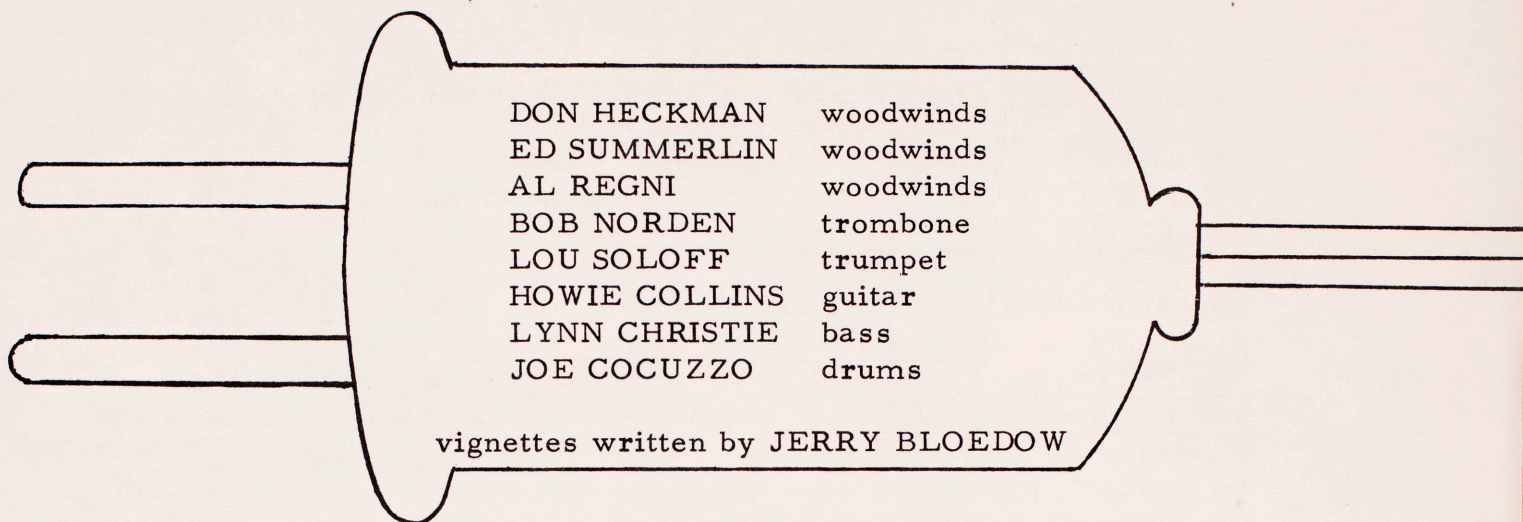 DON HECKMAN woodwinds
ED SUMMERLIN woodwinds
AL REGNI woodwinds
BOB NORDEN trombone
LOU SOLOFF trumpet
HOWIE COLLINS guitar
LYNN CHRISTIE bass
JOE COCUZZO drums
vignettes written by JERRY BLOEDOW